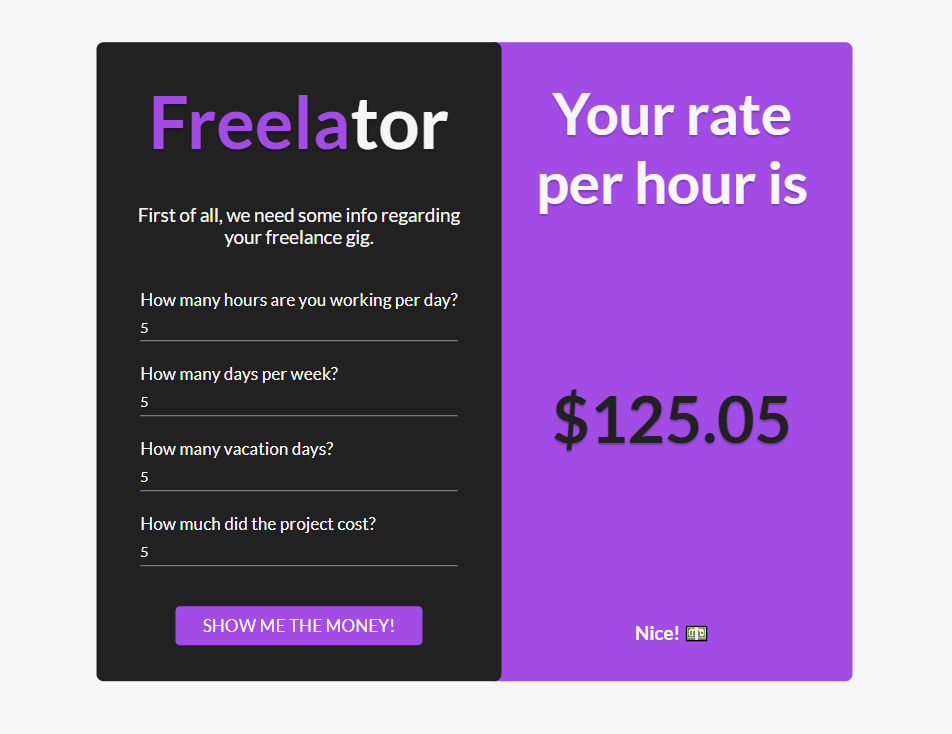 Freelator
First of all, we need some info regarding
your freelance gig.
How many hours are you working per day?
5
How many days per week?
5
How many vacation days?
5
How much did the project cost?
5
SHOW ME THE MONEY!
Your rate
per hour is
$125.05
Nice! 💵